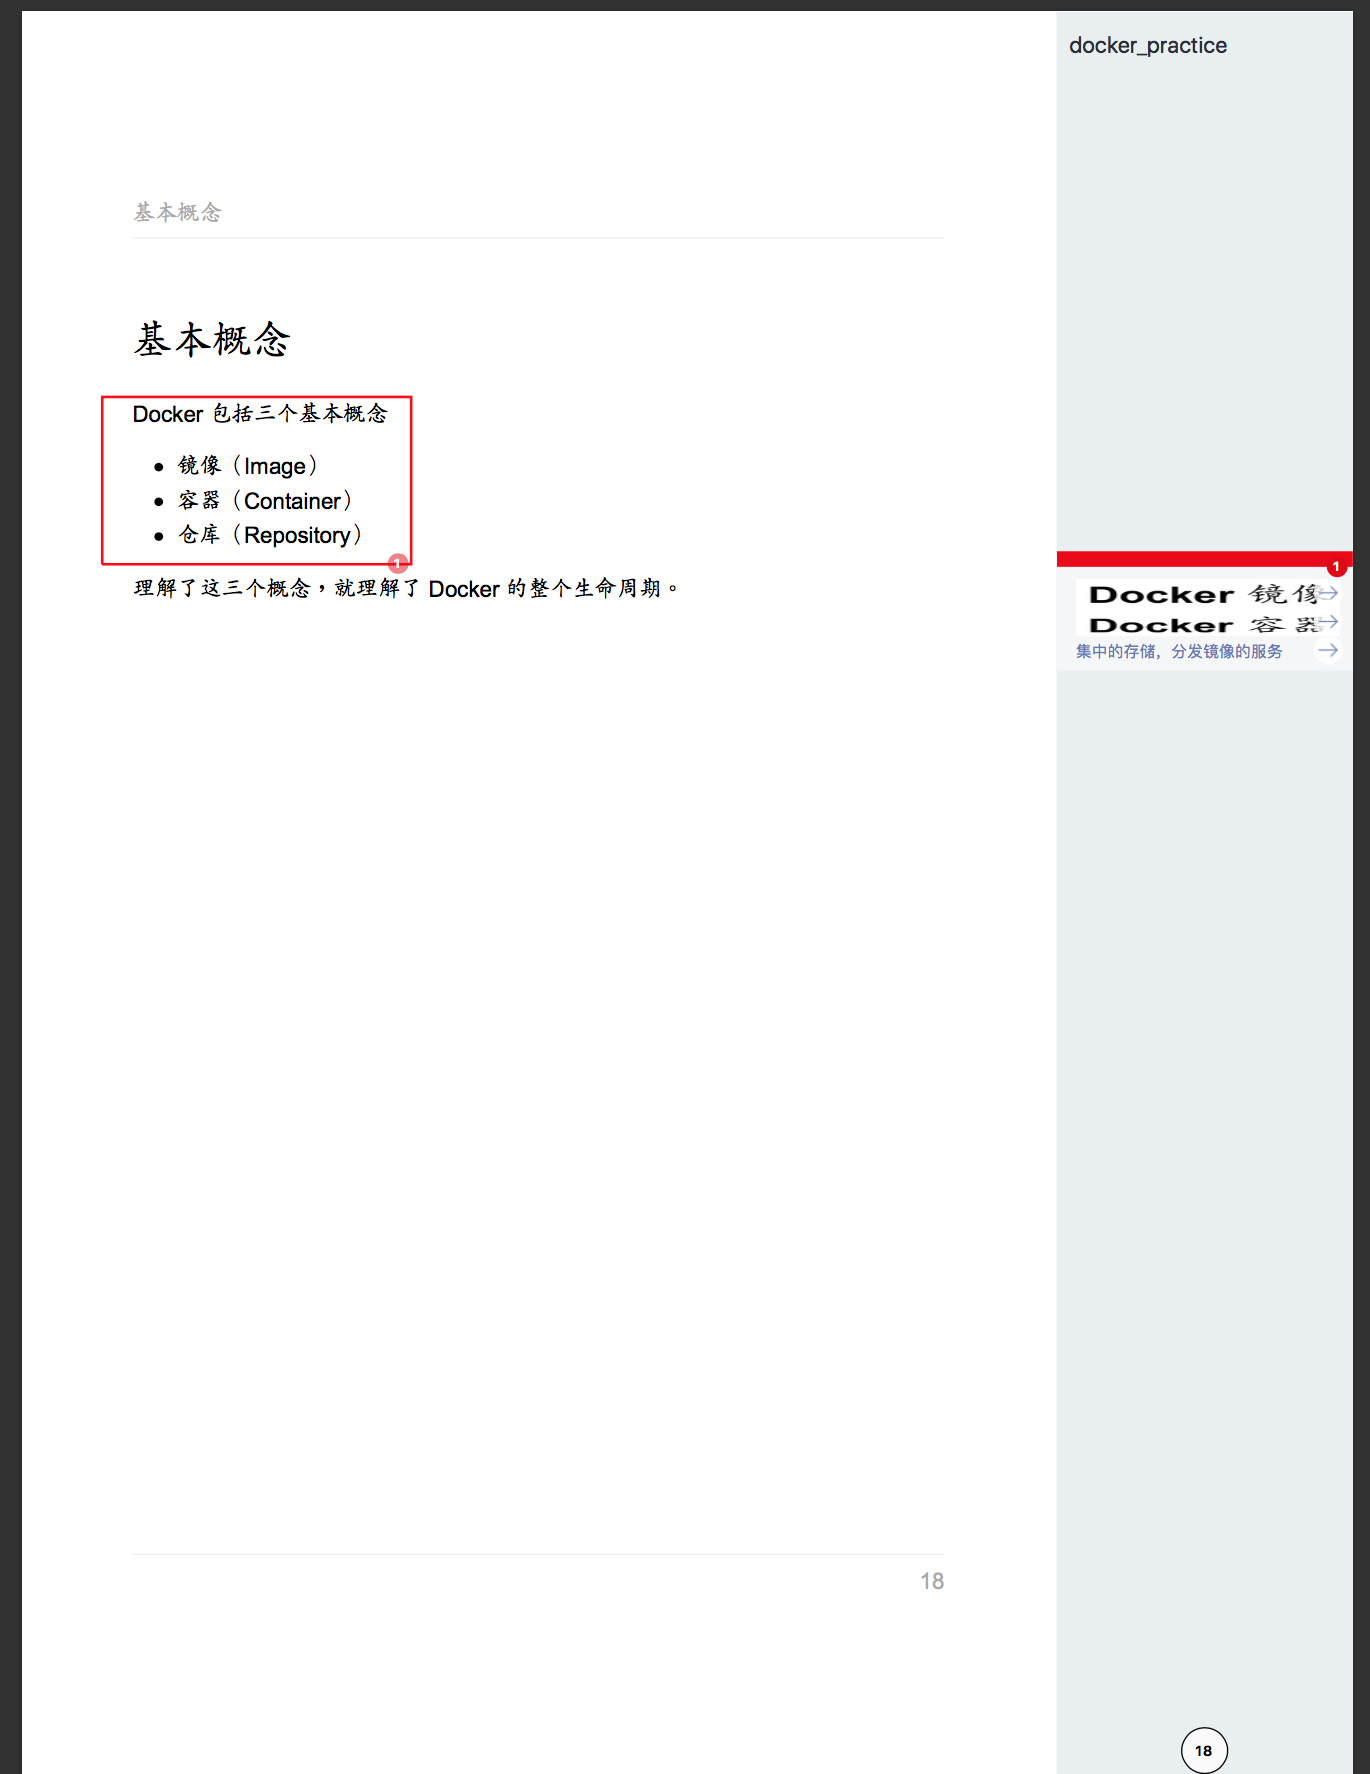 docker_practice
基本概念
基本概念
Docker 包括三个基本概念
● 镜像（Image）
● 容器（Container）
● 仓库（Repository）
1
理解了这三个概念，就理解了 Docker 的整个生命周期。
1
Docker 镜像
Docker 容器
集中的存储，分发镜像的服务
18
18